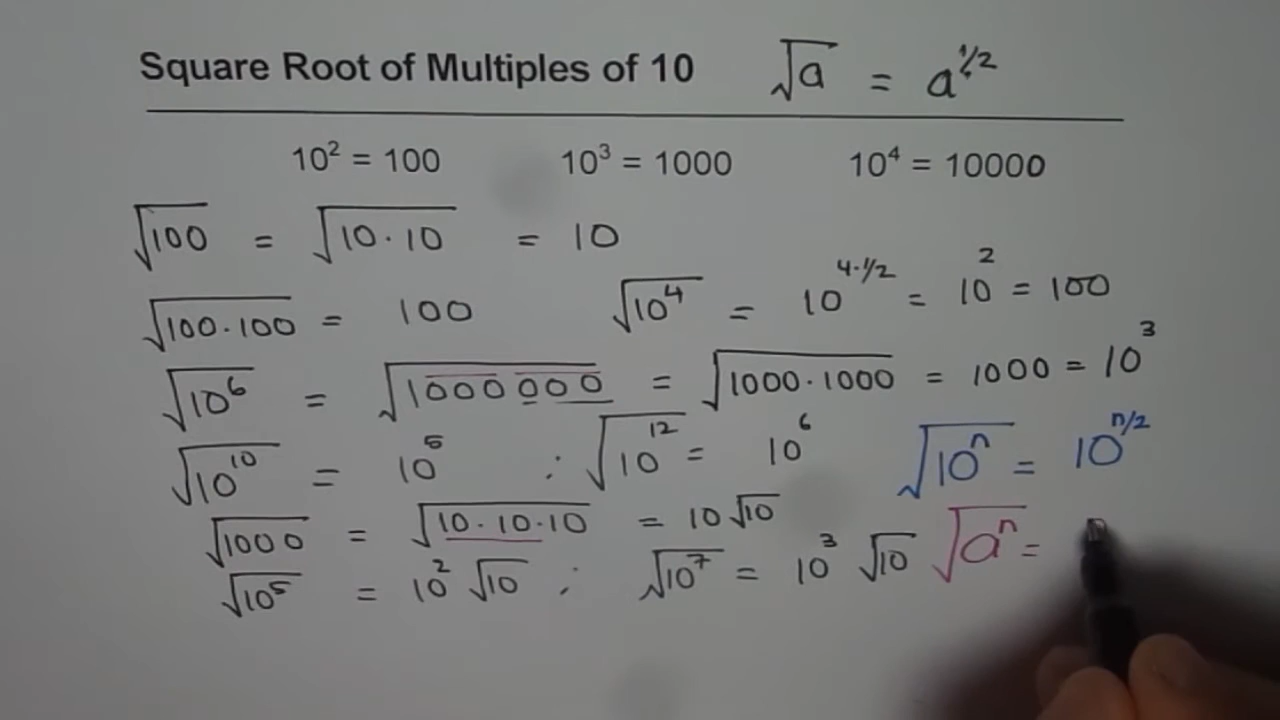 Square Root of Multiples of 10 √a = a^1/2
10² = 100 10³ = 1000 10⁴ = 10000
√100 = √10·10 = 10
√100·100 = 100 √10⁴ = 10^4·1/2 = 10² = 100
√10⁶ = √1000000 = √1000·1000 = 1000 = 10³
√10¹⁰ = 10⁵ ; √10¹² = 10⁶ √10ⁿ = 10^n/2
√1000 = √10·10·10 = 10√10
√10⁵ = 10²√10 ; √10⁷ = 10³√10 √aⁿ =